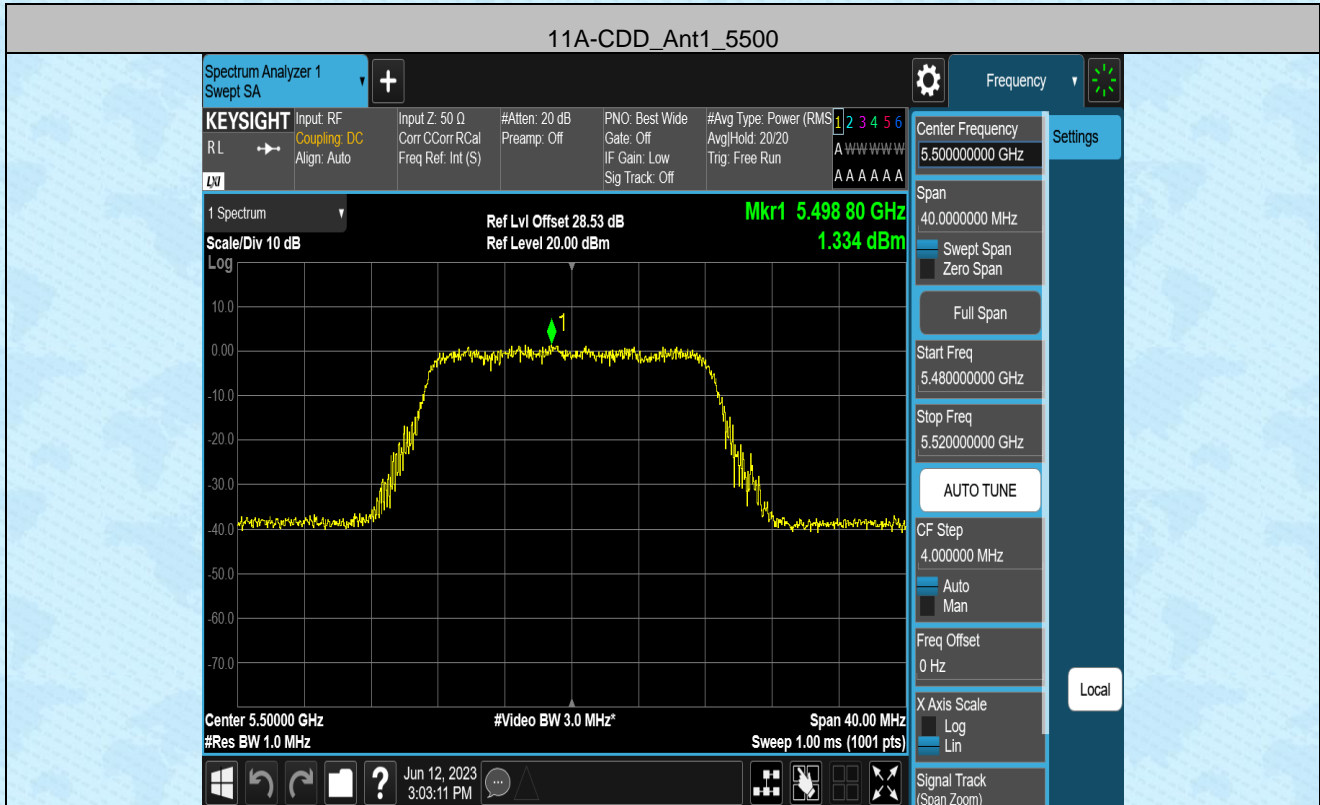 11A-CDD_Ant1_5500
Spectrum Analyzer 1
Swept SA
+
Frequency
KEYSIGHT
R L
LXI
Input: RF
Coupling: DC
Align: Auto
Input Z: 50 Ω
Corr CCorr RCal
Freq Ref: Int (S)
#Atten: 20 dB
Preamp: Off
PNO: Best Wide
Gate: Off
IF Gain: Low
Sig Track: Off
#Avg Type: Power (RMS
Avg|Hold: 20/20
Trig: Free Run
1 2 3 4 5 6
A W W W W W
A A A A A A
1 Spectrum
Scale/Div 10 dB
Log
Ref Lvl Offset 28.53 dB
Ref Level 20.00 dBm
Mkr1 5.498 80 GHz
1.334 dBm
1
10.0
0.00
-10.0
-20.0
-30.0
-40.0
-50.0
-60.0
-70.0
Center 5.50000 GHz
#Res BW 1.0 MHz
#Video BW 3.0 MHz*
Span 40.00 MHz
Sweep 1.00 ms (1001 pts)
?
Jun 12, 2023
3:03:11 PM
Center Frequency
5.500000000 GHz
Span
40.0000000 MHz
Swept Span
Zero Span
Full Span
Start Freq
5.480000000 GHz
Stop Freq
5.520000000 GHz
AUTO TUNE
CF Step
4.000000 MHz
Auto
Man
Freq Offset
0 Hz
X Axis Scale
Log
Lin
Signal Track
(Span Zoom)
Settings
Local